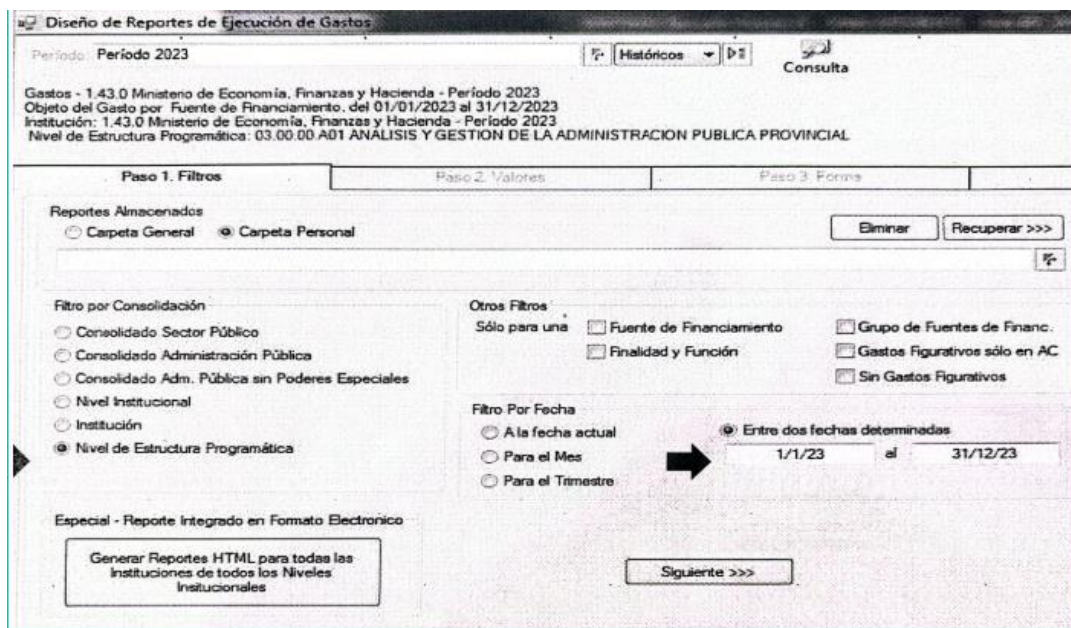 Diseño de Reportes de Ejecución de Gastos
Período: Período 2023
Históricos
Consulta
Gastos - 1.43.0 Ministerio de Economía, Finanzas y Hacienda - Período 2023
Objeto del Gasto por Fuente de Financiamiento. del 01/01/2023 al 31/12/2023
Institución: 1.43.0 Ministerio de Economía, Finanzas y Hacienda - Período 2023
Nivel de Estructura Programática: 03.00.00 A01 ANALISIS Y GESTION DE LA ADMINISTRACION PUBLICA PROVINCIAL
Paso 1. Filtros
Paso 2. Valores
Paso 3. Forma
Reportes Almacenados
Carpeta General
Carpeta Personal
Eliminar
Recuperar >>>
Filtro por Consolidación
Consolidado Sector Público
Consolidado Administración Pública
Consolidado Adm. Pública sin Poderes Especiales
Nivel Institucional
Institución
Nivel de Estructura Programática
Otros Filtros
Sólo para una
Fuente de Financiamiento
Grupo de Fuentes de Financ.
Finalidad y Función
Gastos Figurativos sólo en AC
Sin Gastos Figurativos
Filtro Por Fecha
A la fecha actual
Para el Mes
Para el Trimestre
Entre dos fechas determinadas
1/1/23 al 31/12/23
Especial - Reporte Integrado en Formato Electronico
Generar Reportes HTML para todas las
Instituciones de todos los Niveles
Insitucionales
Siguiente >>>